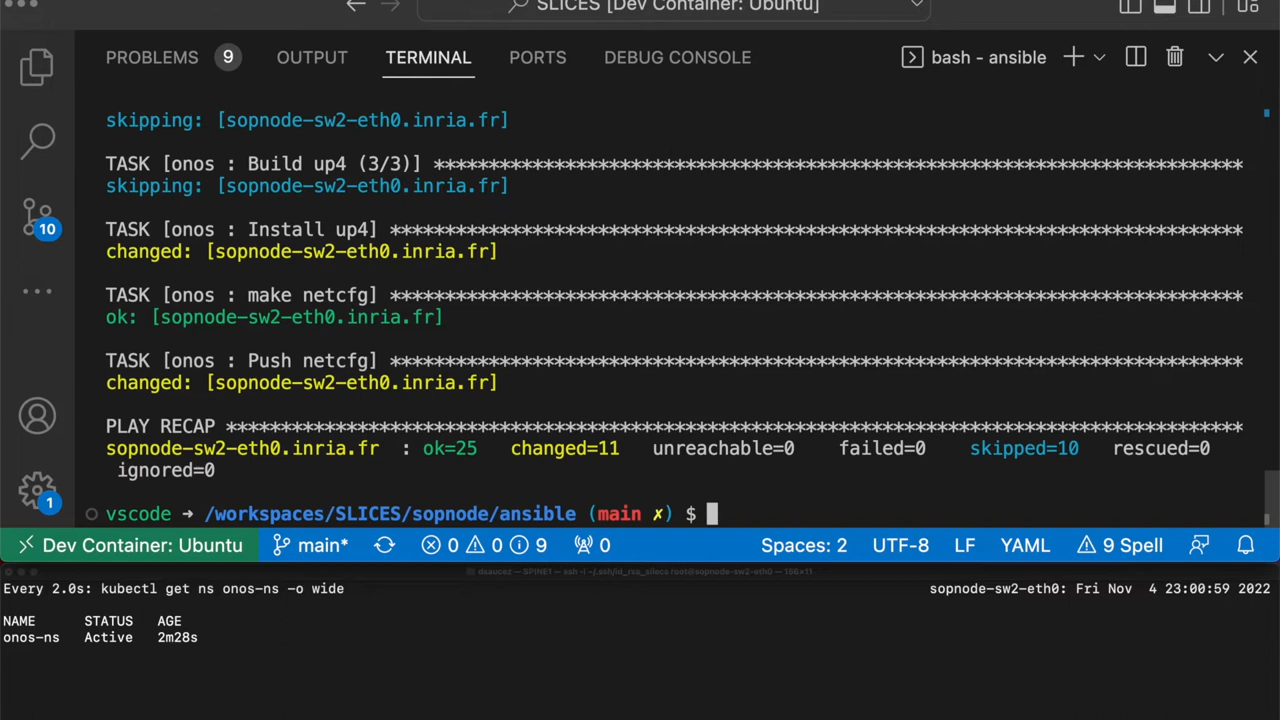 SLICES [Dev Container: Ubuntu]
PROBLEMS 9 OUTPUT TERMINAL PORTS DEBUG CONSOLE bash - ansible
skipping: [sopnode-sw2-eth0.inria.fr]
TASK [onos : Build up4 (3/3)] **************************************************************************
skipping: [sopnode-sw2-eth0.inria.fr]
TASK [onos : Install up4] ******************************************************************************
changed: [sopnode-sw2-eth0.inria.fr]
TASK [onos : make netcfg] ******************************************************************************
ok: [sopnode-sw2-eth0.inria.fr]
TASK [onos : Push netcfg] ******************************************************************************
changed: [sopnode-sw2-eth0.inria.fr]
PLAY RECAP *********************************************************************************************
sopnode-sw2-eth0.inria.fr : ok=25 changed=11 unreachable=0 failed=0 skipped=10 rescued=0
ignored=0
10
1
vscode ➜ /workspaces/SLICES/sopnode/ansible (main ✗) $
Dev Container: Ubuntu main* 0 0 9 0 Spaces: 2 UTF-8 LF YAML 9 Spell
Every 2.0s: kubectl get ns onos-ns -o wide sopnode-sw2-eth0: Fri Nov 4 23:00:59 2022
NAME STATUS AGE
onos-ns Active 2m28s